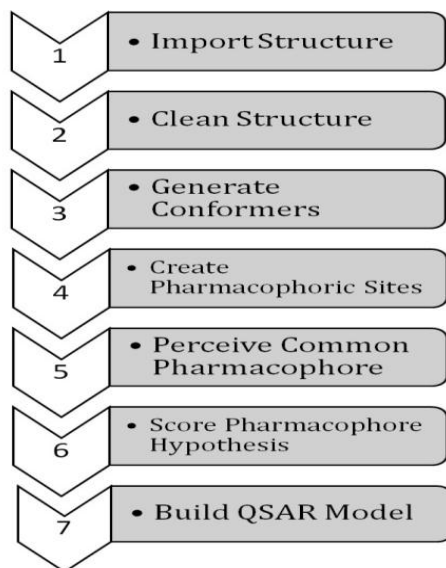 1
• Import Structure
2
• Clean Structure
3
• Generate
Conformers
4
• Create
Pharmacophoric Sites
5
• Perceive Common
Pharmacophore
6
• Score Pharmacophore
Hypothesis
7
• Build QSAR Model